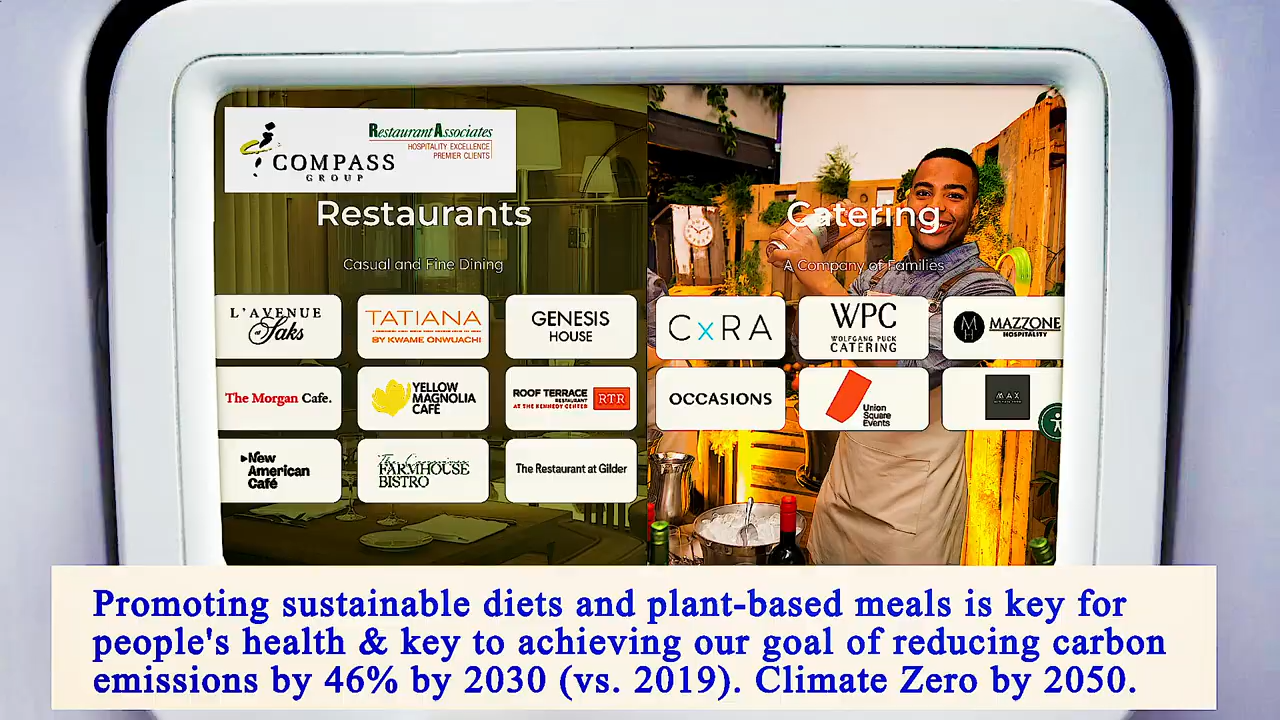 COMPASS
GROUP
Restaurant Associates
HOSPITALITY EXCELLENCE
PREMIER CLIENTS
Restaurants
Casual and Fine Dining
L'AVENUE
Saks
TATIANA
BY KWAME ONWUACHI
GENESIS
HOUSE
The Morgan Cafe.
YELLOW
MAGNOLIA
CAFÉ
ROOF TERRACE
RESTAURANT
AT THE KENNEDY CENTER
RTR
New
American
Café
FARMHOUSE
BISTRO
The Restaurant at Gilder
Catering
A Company of Families
CxRA
WPC
WOLFGANG PUCK
CATERING
MH
MAZZONE
HOSPITALITY
OCCASIONS
Union
Square
Events
MAX
Promoting sustainable diets and plant-based meals is key for
people's health & key to achieving our goal of reducing carbon
emissions by 46% by 2030 (vs. 2019). Climate Zero by 2050.